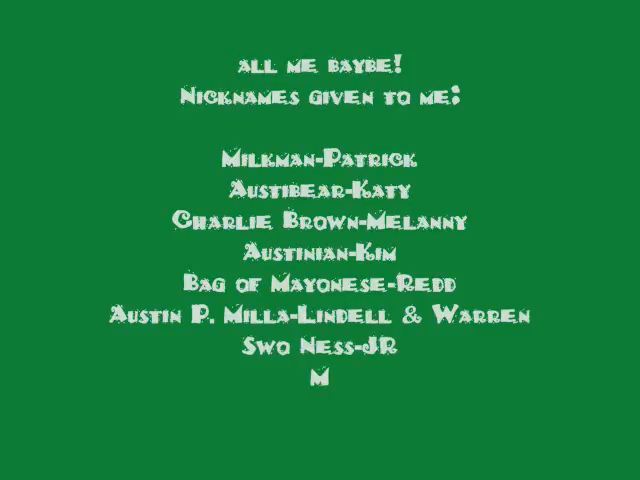 all me baybe!
Nicknames given to me:
Milkman-Patrick
Austibear-Katy
Charlie Brown-Melanny
Austinian-Kim
Bag of Mayonese-Redd
Austin P. Milla-Lindell & Warren
Swo Ness-JR
M